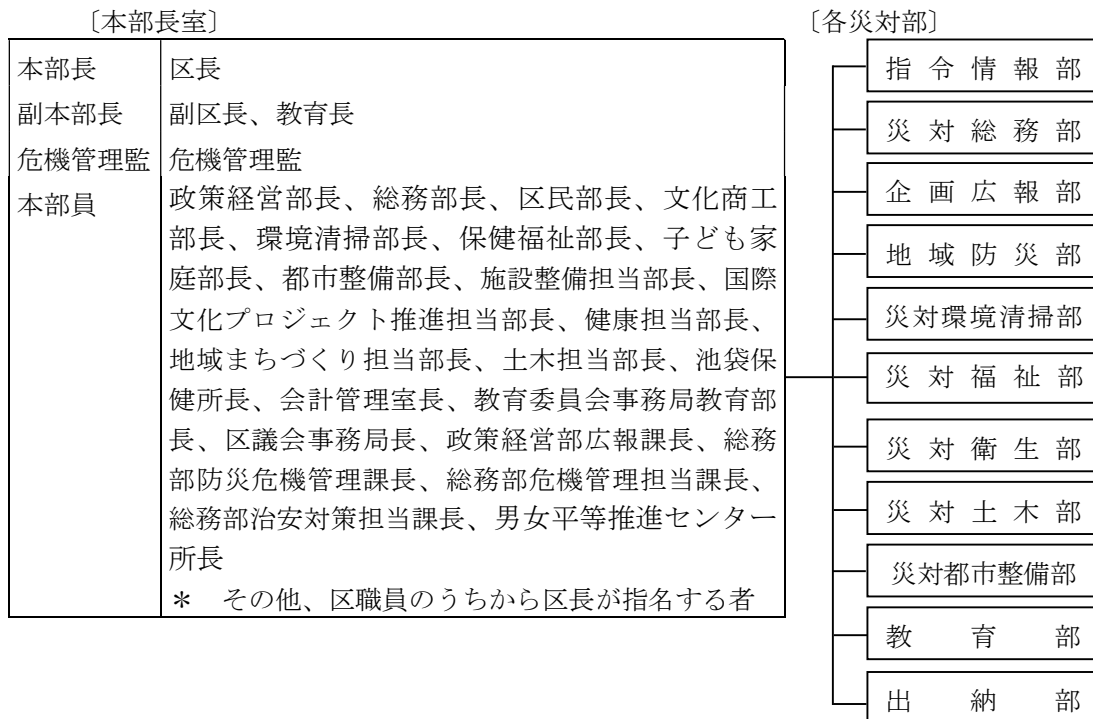 〔本部長室〕
本部長 区長
副本部長 副区長、教育長
危機管理監 危機管理監
本部員 政策経営部長、総務部長、区民部長、文化商工
部長、環境清掃部長、保健福祉部長、子ども家
庭部長、都市整備部長、施設整備担当部長、国際
文化プロジェクト推進担当部長、健康担当部長、
地域まちづくり担当部長、土木担当部長、池袋保
健所長、会計管理室長、教育委員会事務局教育部
長、区議会事務局長、政策経営部広報課長、総務
部防災危機管理課長、総務部危機管理担当課長、
総務部治安対策担当課長、男女平等推進センター
所長
＊ その他、区職員のうちから区長が指名する者
〔各災対部〕
指令情報部
災対総務部
企画広報部
地域防災部
災対環境清掃部
災対福祉部
災対衛生部
災対土木部
災対都市整備部
教育部
出納部